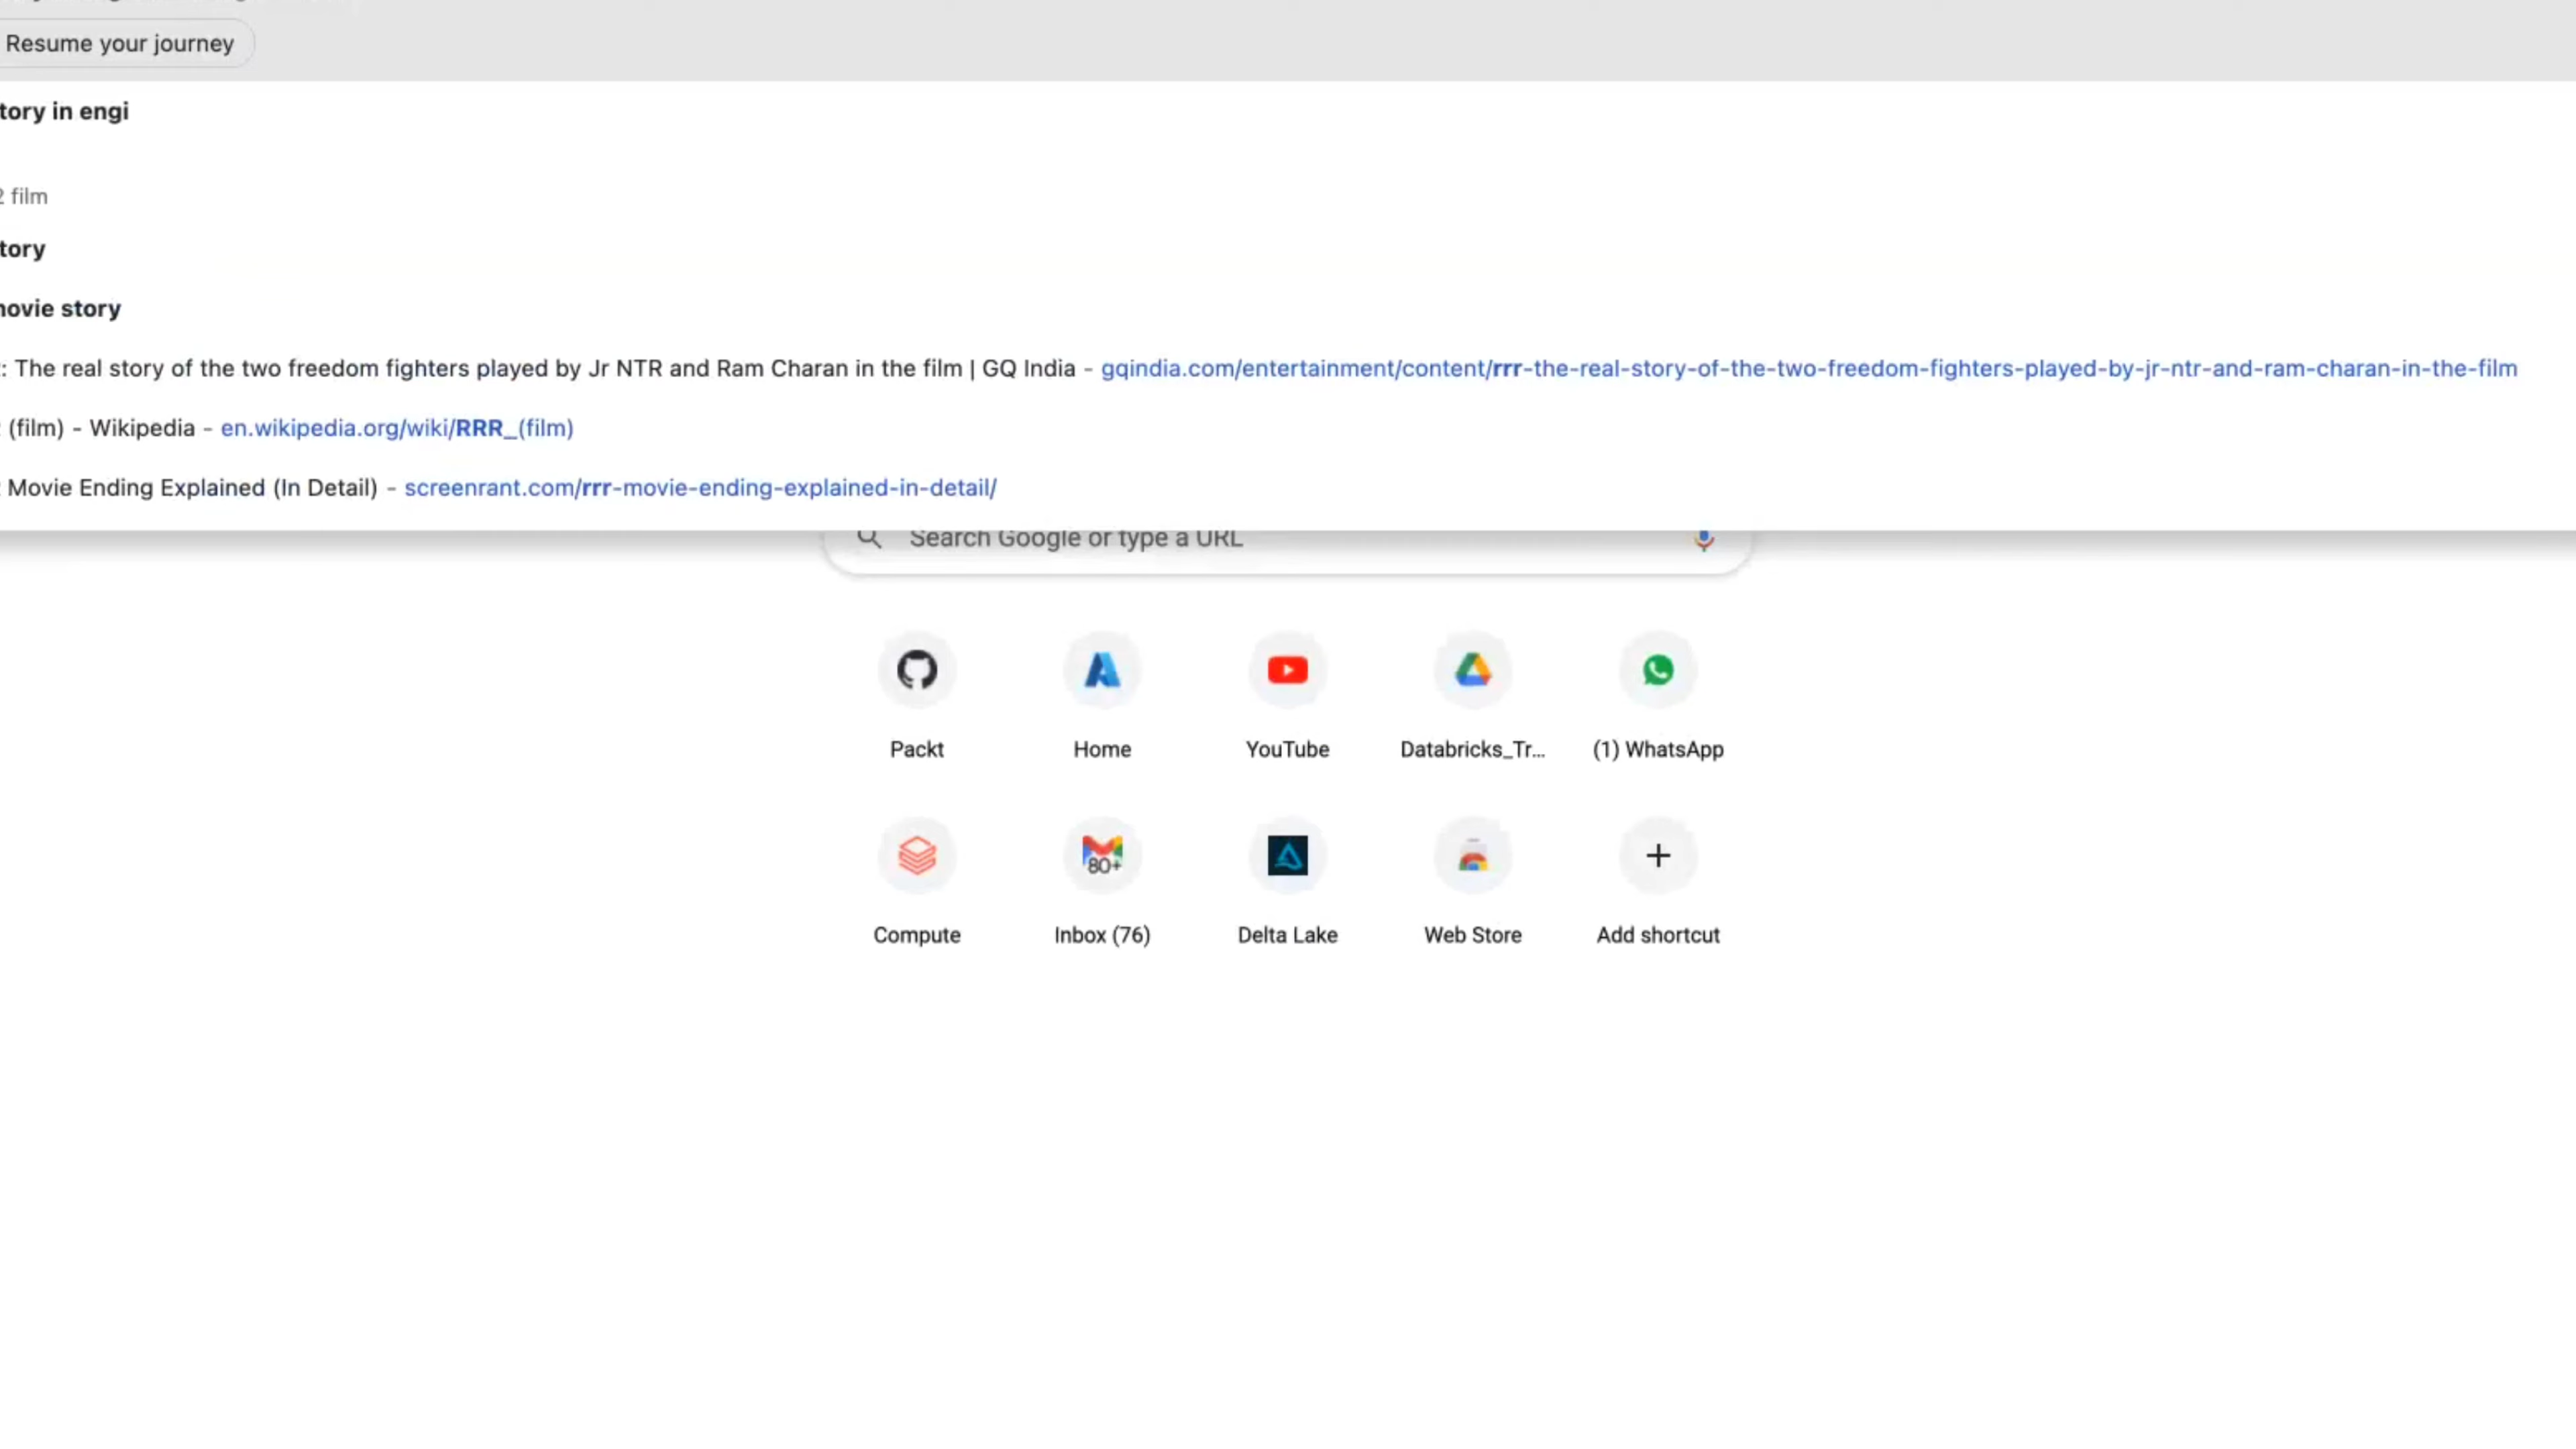 Resume your journey
tory in engi
2 film
tory
movie story
: The real story of the two freedom fighters played by Jr NTR and Ram Charan in the film | GQ India - gqindia.com/entertainment/content/rrr-the-real-story-of-the-two-freedom-fighters-played-by-jr-ntr-and-ram-charan-in-the-film
(film) - Wikipedia - en.wikipedia.org/wiki/RRR_(film)
Movie Ending Explained (In Detail) - screenrant.com/rrr-movie-ending-explained-in-detail/
Search Google or type a URL
Packt Home YouTube Databricks_Tr... (1) WhatsApp
80+
Compute Inbox (76) Delta Lake Web Store Add shortcut